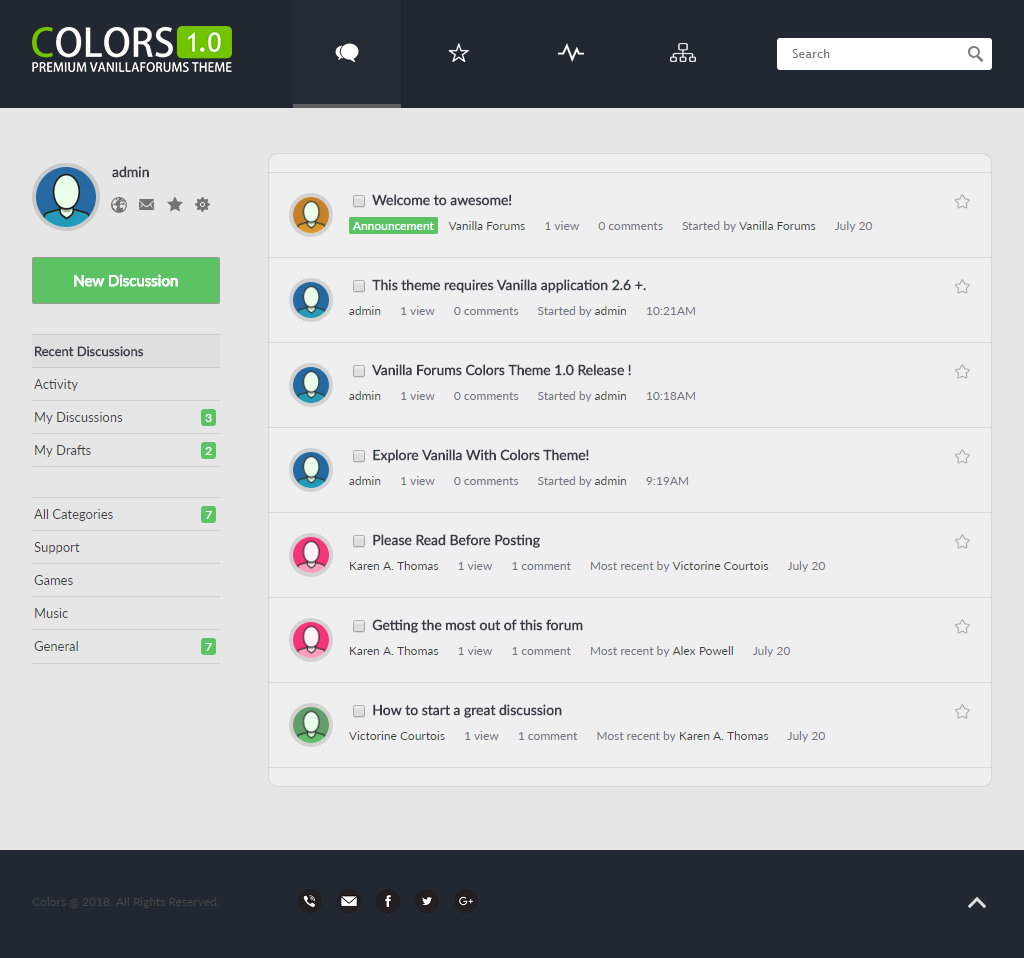 COLORS 1.0
PREMIUM VANILLAFORUMS THEME
Search
admin
New Discussion
Recent Discussions
Activity
My Discussions 3
My Drafts 2
All Categories 7
Support
Games
Music
General 7
Welcome to awesome!
Announcement Vanilla Forums 1 view 0 comments Started by Vanilla Forums July 20
This theme requires Vanilla application 2.6 +.
admin 1 view 0 comments Started by admin 10:21AM
Vanilla Forums Colors Theme 1.0 Release !
admin 1 view 0 comments Started by admin 10:18AM
Explore Vanilla With Colors Theme!
admin 1 view 0 comments Started by admin 9:19AM
Please Read Before Posting
Karen A. Thomas 1 view 1 comment Most recent by Victorine Courtois July 20
Getting the most out of this forum
Karen A. Thomas 1 view 1 comment Most recent by Alex Powell July 20
How to start a great discussion
Victorine Courtois 1 view 1 comment Most recent by Karen A. Thomas July 20
Colors @ 2018. All Rights Reserved.
f G+